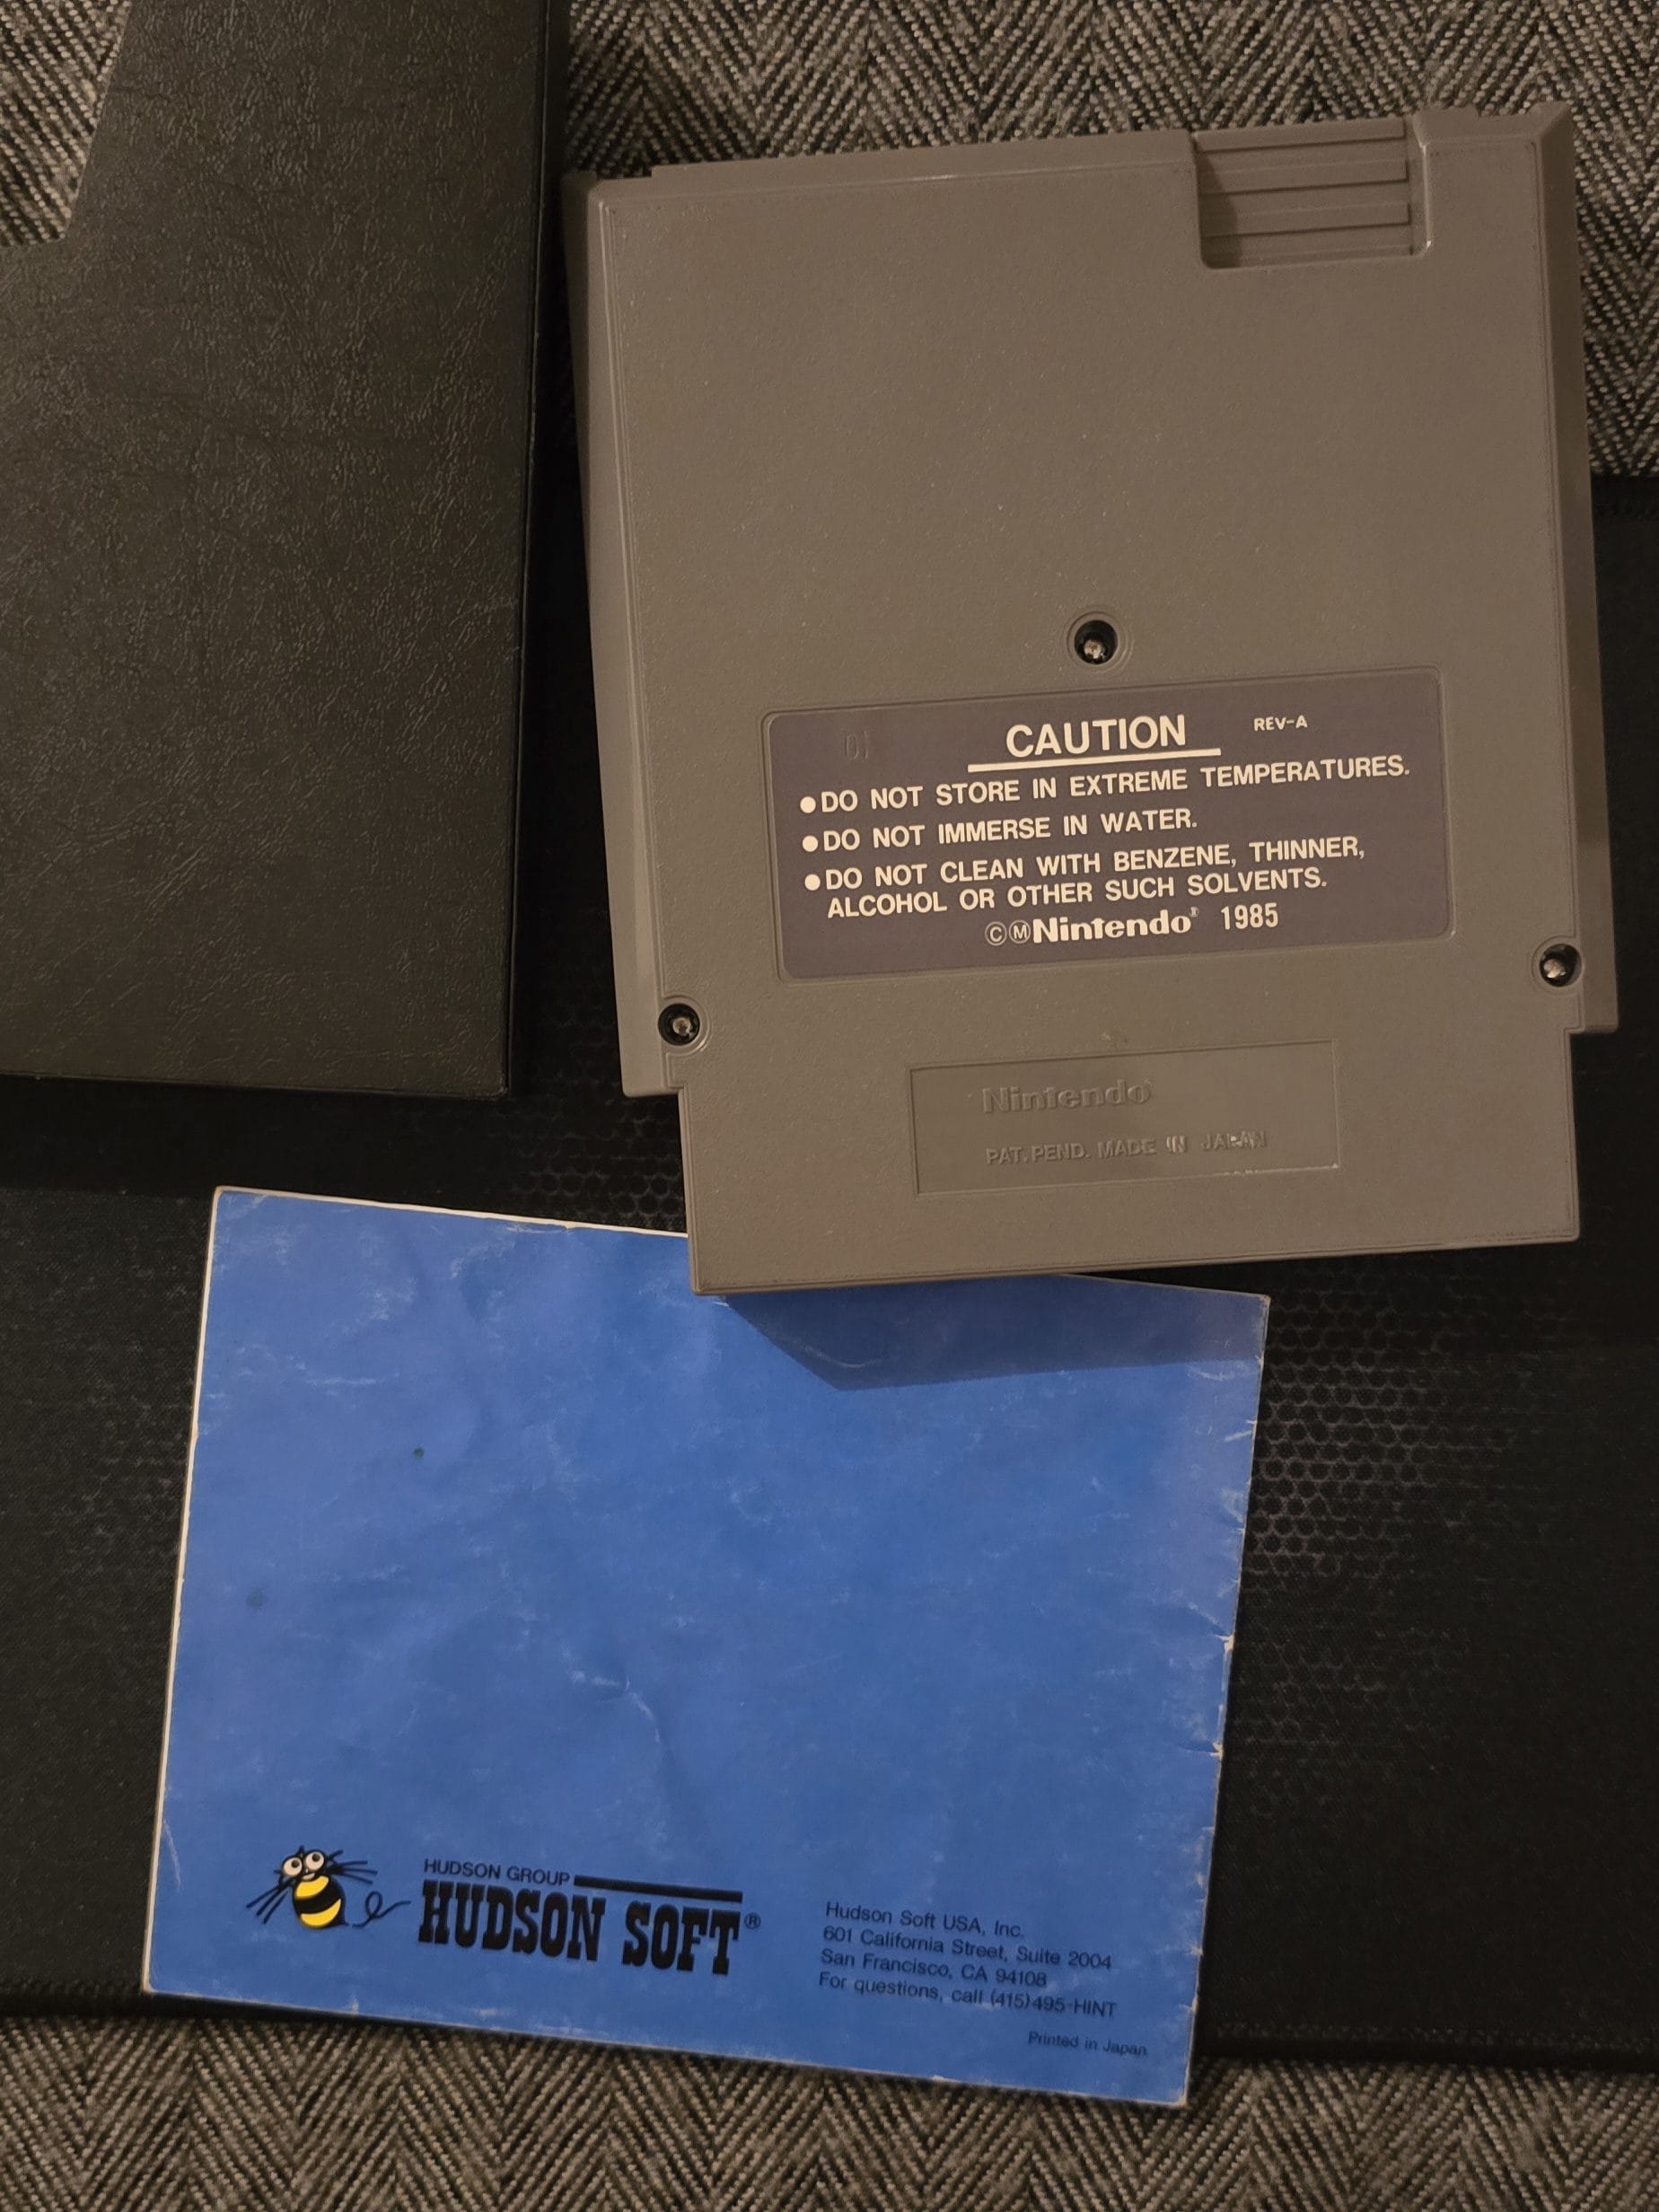 CAUTION REV-A
●DO NOT STORE IN EXTREME TEMPERATURES.
●DO NOT IMMERSE IN WATER.
●DO NOT CLEAN WITH BENZENE, THINNER,
ALCOHOL OR OTHER SUCH SOLVENTS.
©ⓂNintendo® 1985
Nintendo
PAT. PEND. MADE IN JAPAN
HUDSON GROUP
HUDSON SOFT®
Hudson Soft USA, Inc.
601 California Street, Suite 2004
San Francisco, CA 94108
For questions, call (415)495-HINT
Printed in Japan